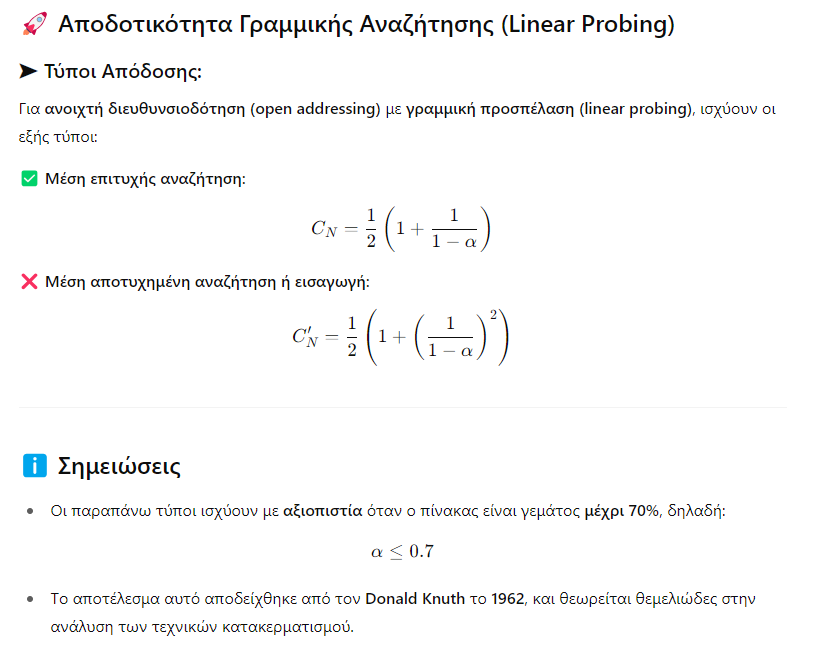 🚀 Αποδοτικότητα Γραμμικής Αναζήτησης (Linear Probing)
➤ Τύποι Απόδοσης:
Για ανοιχτή διευθυνσιοδότηση (open addressing) με γραμμική προσπέλαση (linear probing), ισχύουν οι
εξής τύποι:
✅ Μέση επιτυχής αναζήτηση:
$C_N = \frac{1}{2}\left(1 + \frac{1}{1-\alpha}\right)$
❌ Μέση αποτυχημένη αναζήτηση ή εισαγωγή:
$C'_N = \frac{1}{2}\left(1 + \left(\frac{1}{1-\alpha}\right)^2\right)$
ℹ️ Σημειώσεις
• Οι παραπάνω τύποι ισχύουν με αξιοπιστία όταν ο πίνακας είναι γεμάτος μέχρι 70%, δηλαδή:
$\alpha \leq 0.7$
• Το αποτέλεσμα αυτό αποδείχθηκε από τον Donald Knuth το 1962, και θεωρείται θεμελιώδες στην
ανάλυση των τεχνικών κατακερματισμού.